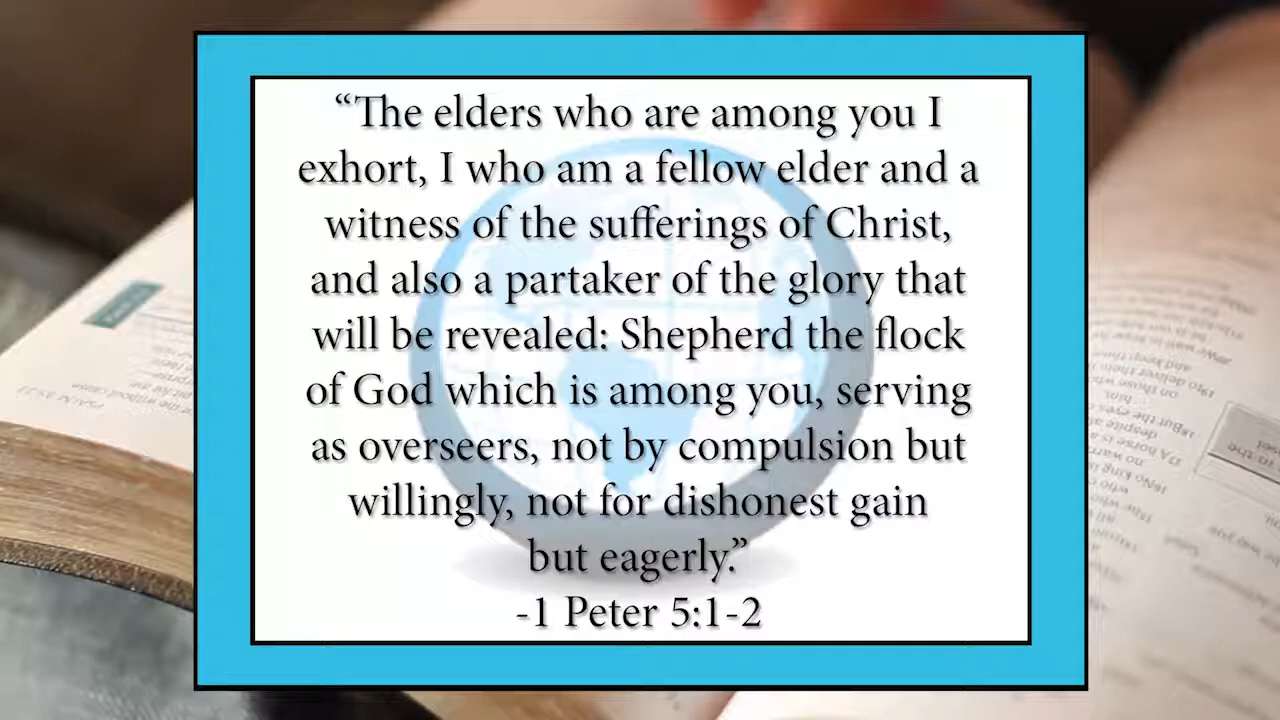 “The elders who are among you I
exhort, I who am a fellow elder and a
witness of the sufferings of Christ,
and also a partaker of the glory that
will be revealed: Shepherd the flock
of God which is among you, serving
as overseers, not by compulsion but
willingly, not for dishonest gain
but eagerly.”
-1 Peter 5:1-2